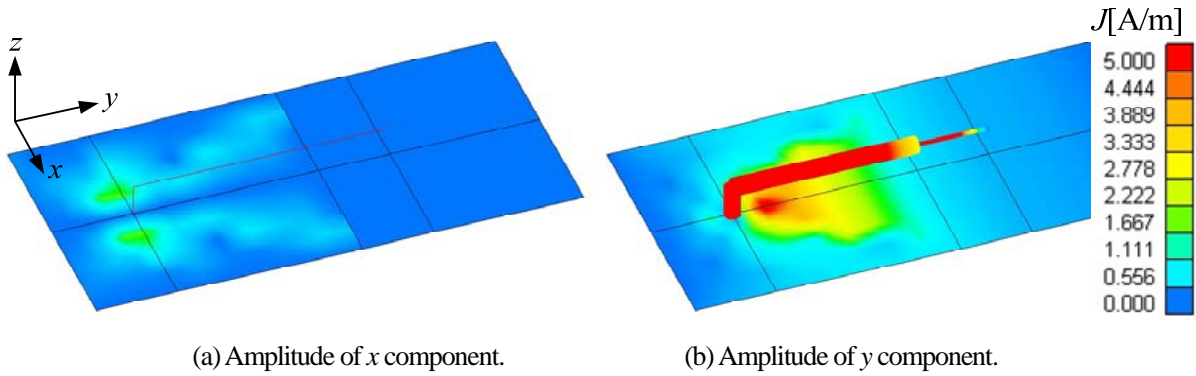 J[A/m]
z
y
x
5.000
4.444
3.889
3.333
2.778
2.222
1.667
1.111
0.556
0.000
(a) Amplitude of x component.
(b) Amplitude of y component.